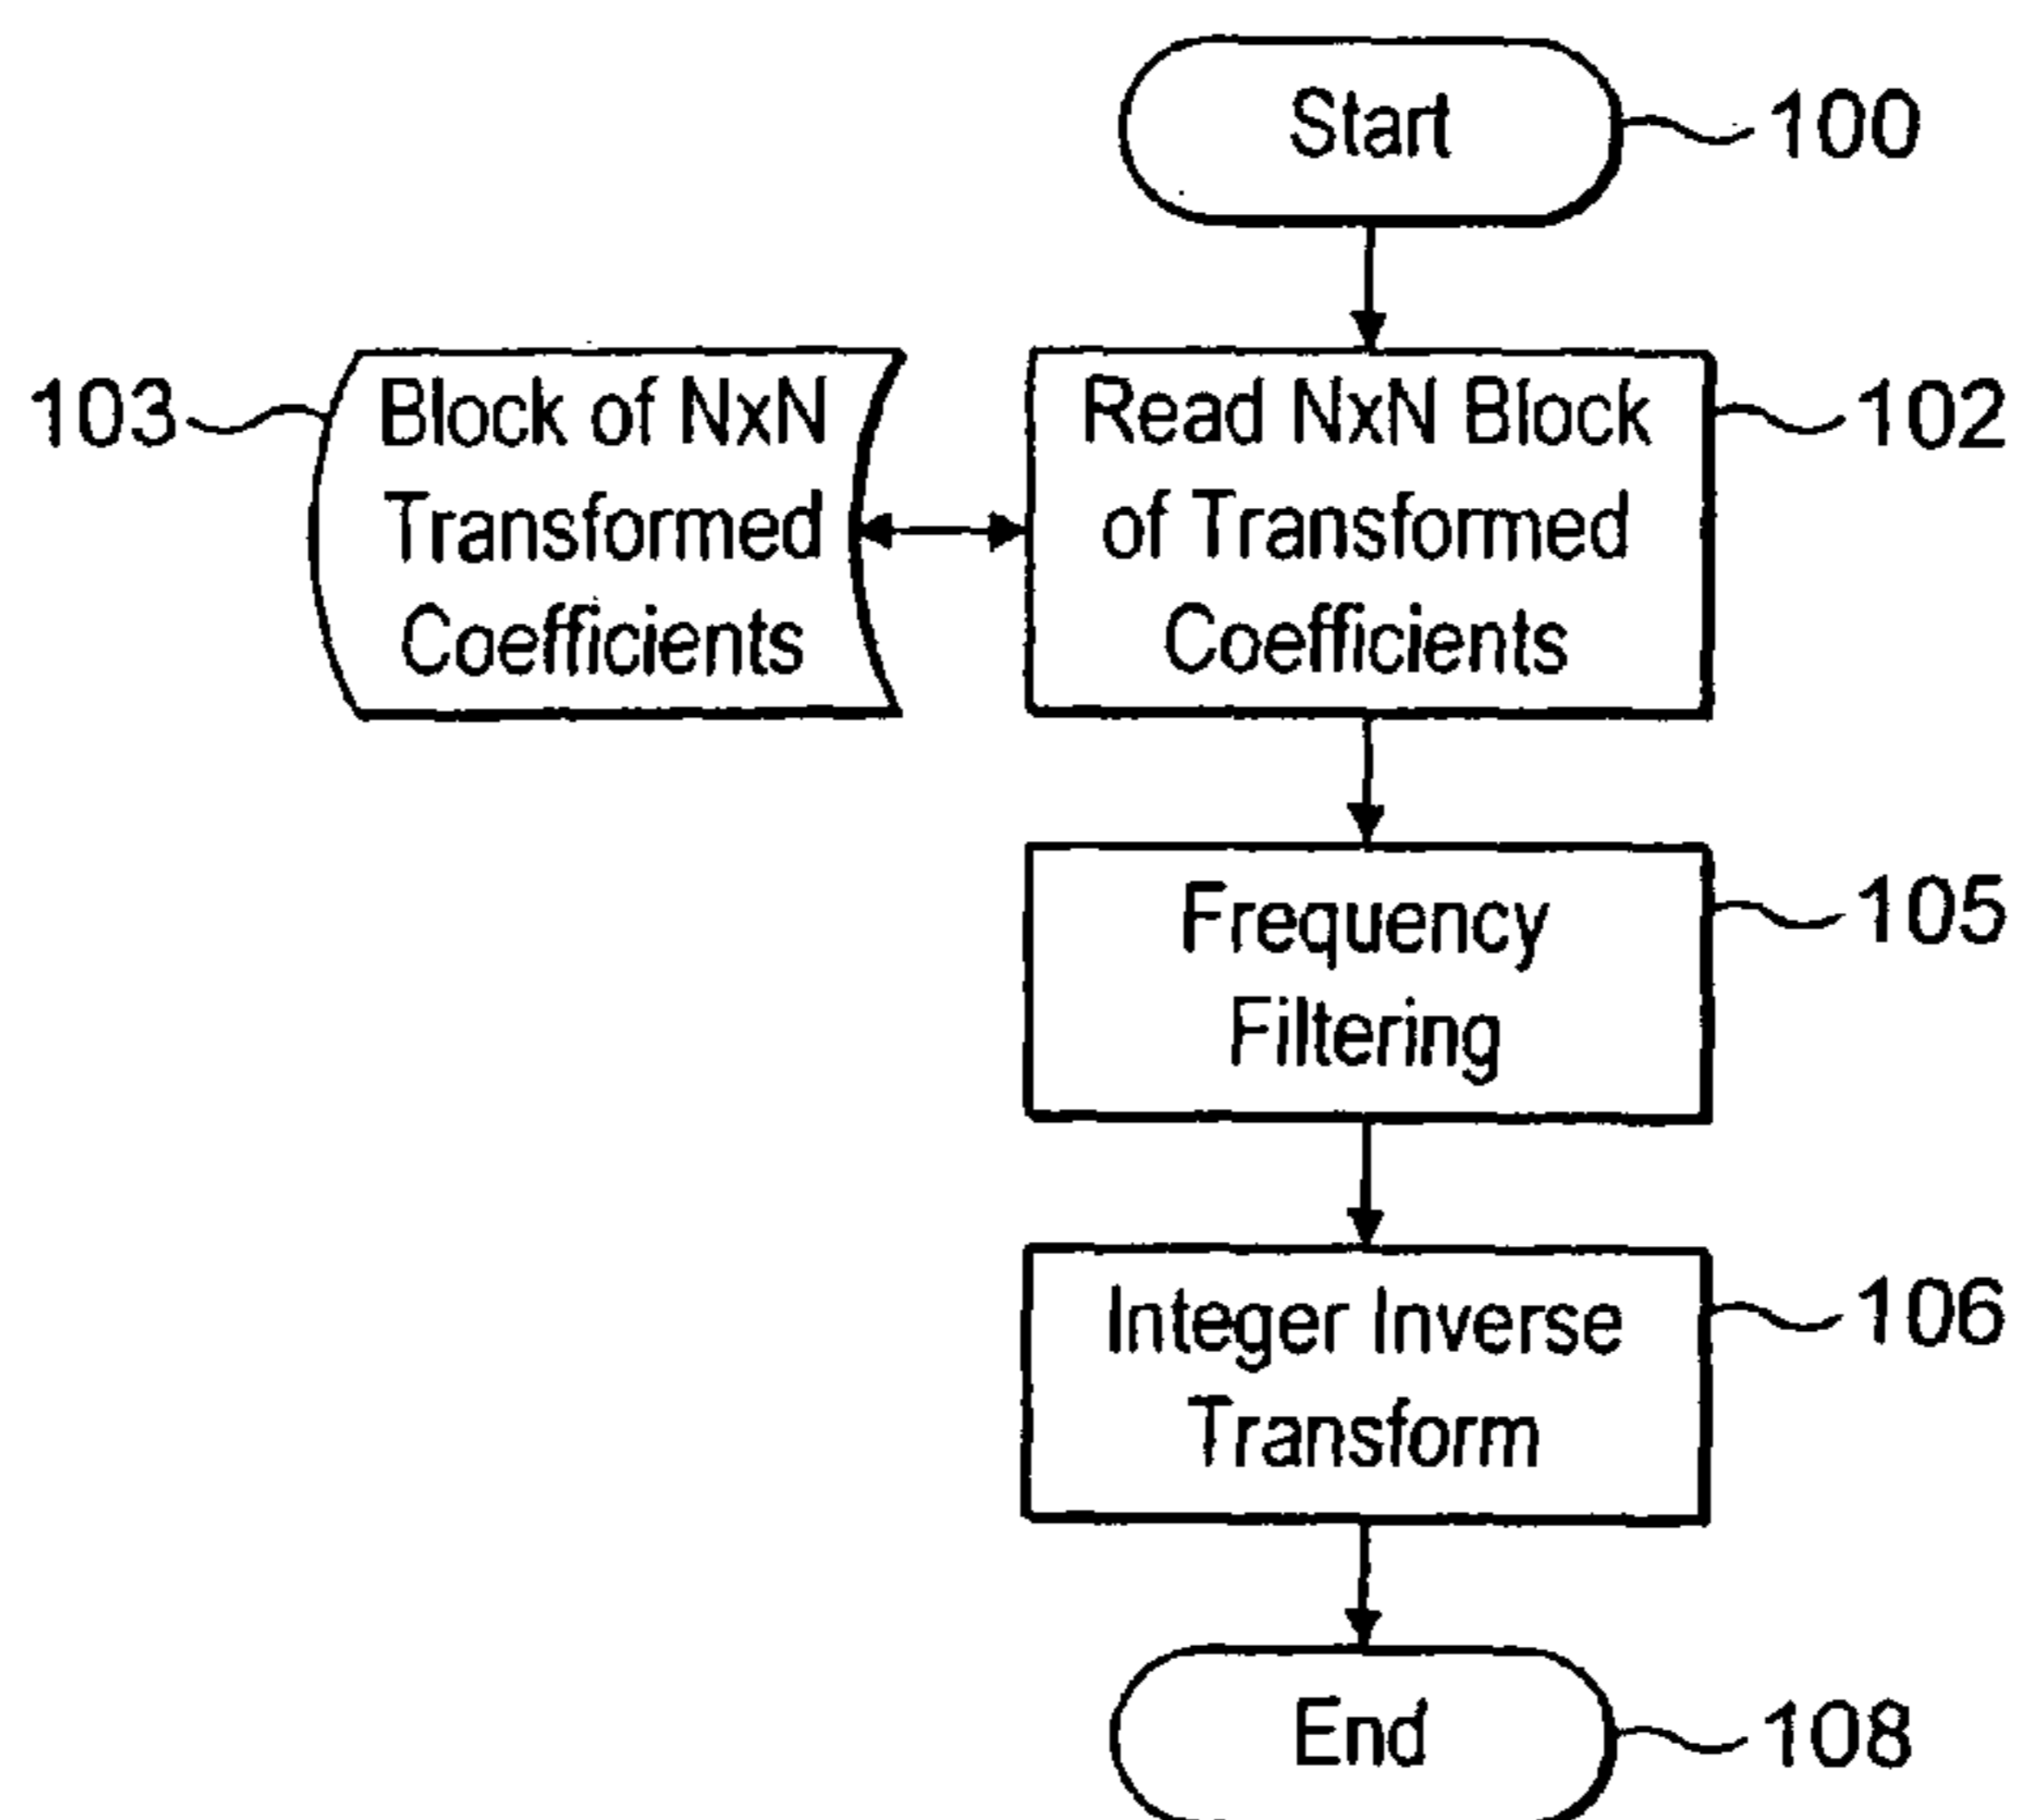 Start
100
103
Block of NxN
Transformed
Coefficients
Read NxN Block
of Transformed
Coefficients
102
Frequency
Filtering
105
Integer Inverse
Transform
106
End
108